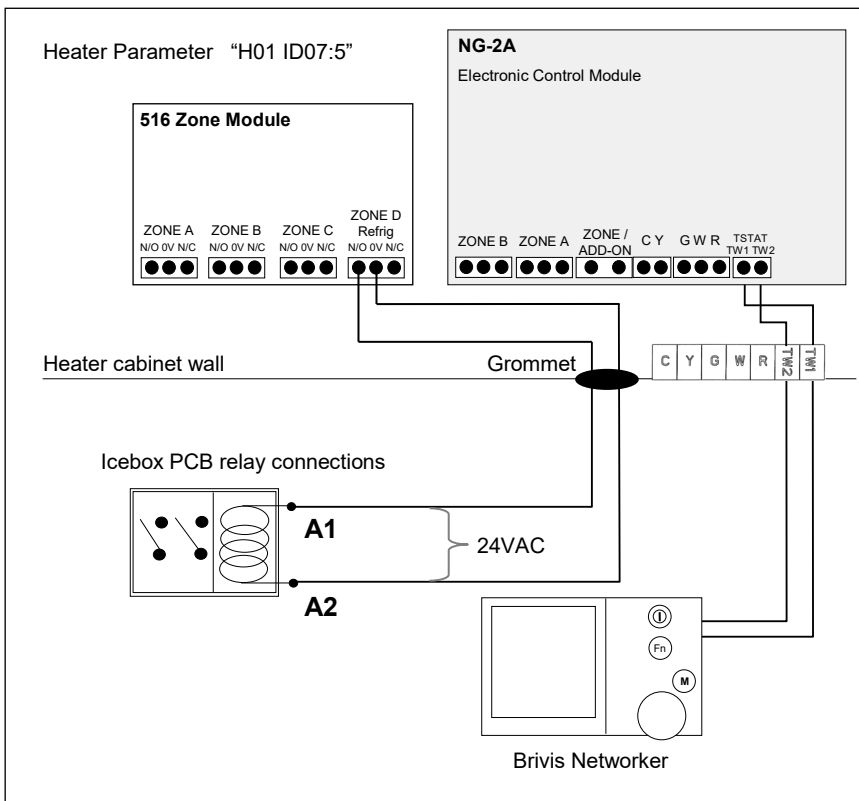 Heater Parameter “H01 ID07:5”
NG-2A
Electronic Control Module
516 Zone Module
ZONE A ZONE B ZONE C ZONE D
Refrig
N/O 0V N/C N/O 0V N/C N/O 0V N/C N/O 0V N/C
ZONE B ZONE A ZONE / ADD-ON C Y G W R TSTAT
TW1 TW2
Heater cabinet wall
Grommet
C Y G W R TW2 TW1
Icebox PCB relay connections
A1
24VAC
A2
Fn
M
Brivis Networker